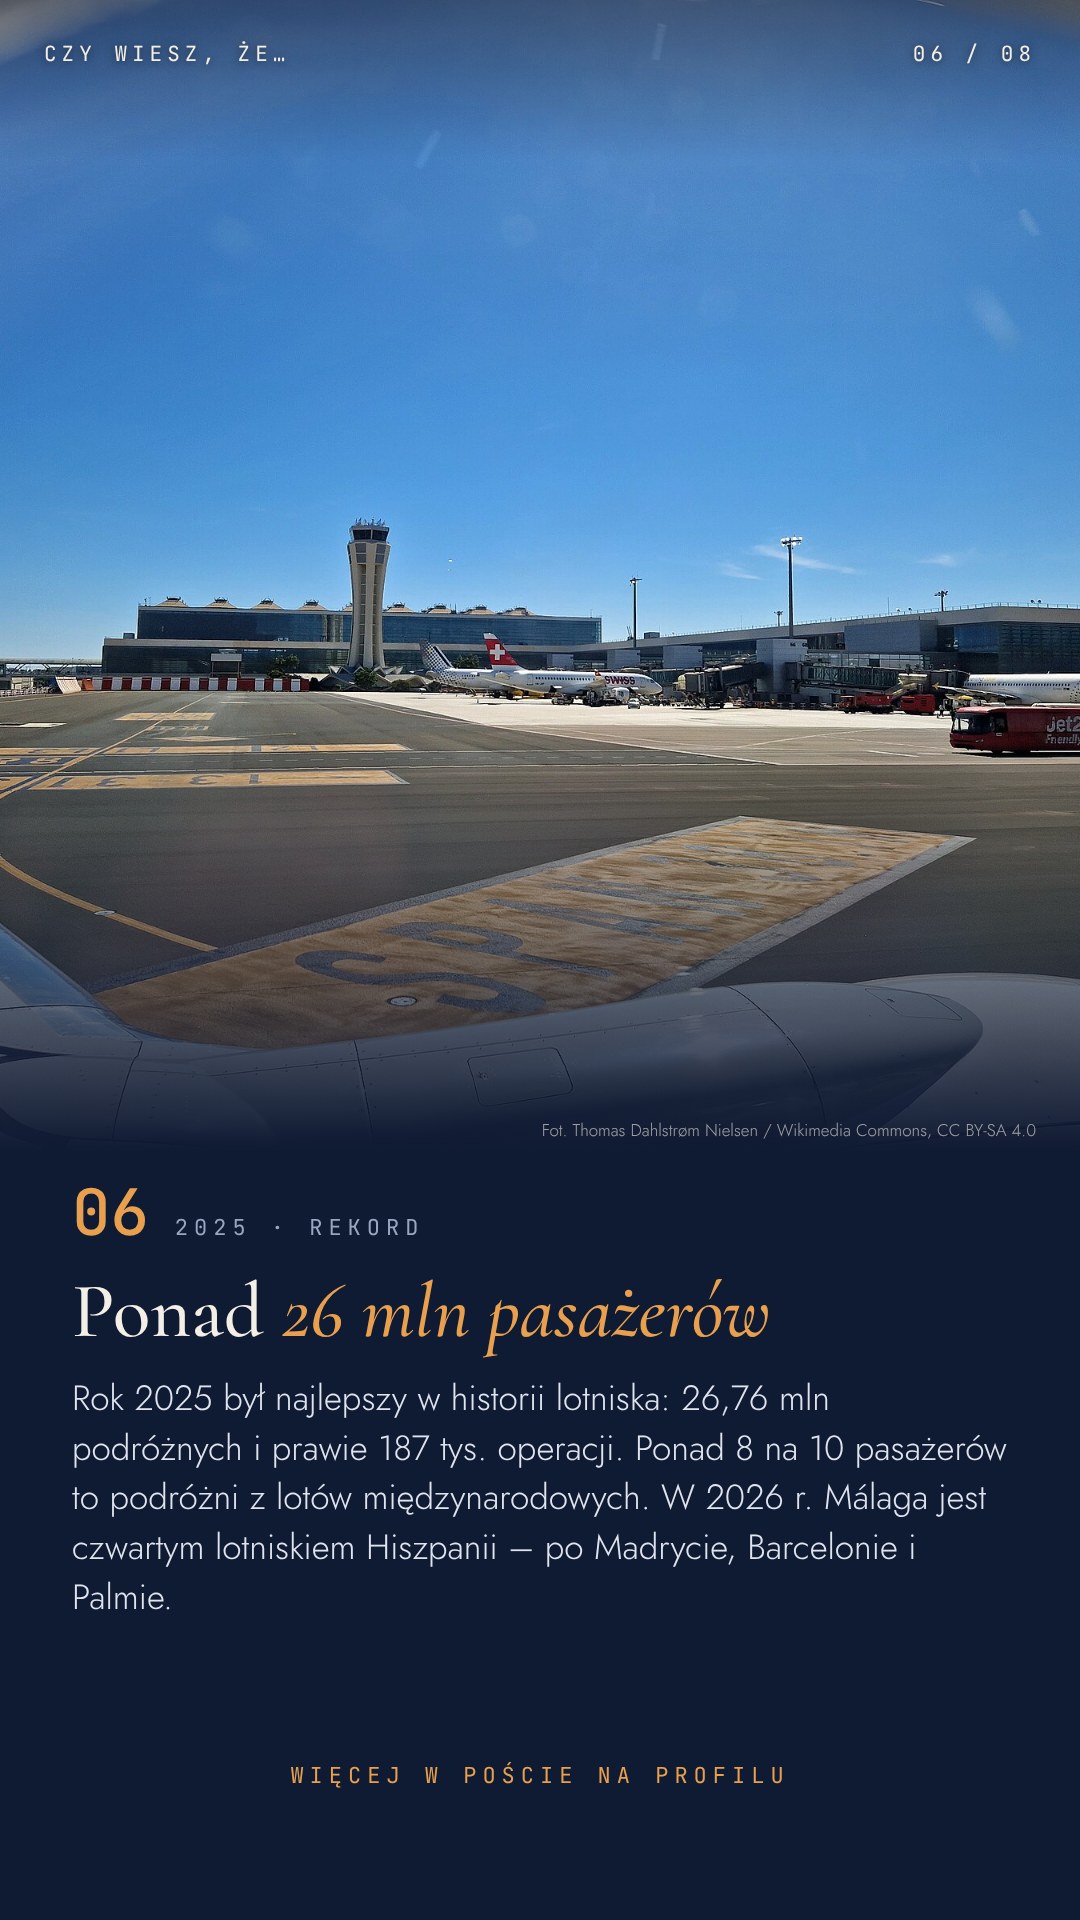 CZY WIESZ, ŻE…
06 / 08
SWISS
Jet2
Friendly
Fot. Thomas Dahlstrøm Nielsen / Wikimedia Commons, CC BY-SA 4.0
06 2025 · REKORD
Ponad 26 mln pasażerów
Rok 2025 był najlepszy w historii lotniska: 26,76 mln
podróżnych i prawie 187 tys. operacji. Ponad 8 na 10 pasażerów
to podróżni z lotów międzynarodowych. W 2026 r. Málaga jest
czwartym lotniskiem Hiszpanii – po Madrycie, Barcelonie i
Palmie.
WIĘCEJ W POŚCIE NA PROFILU